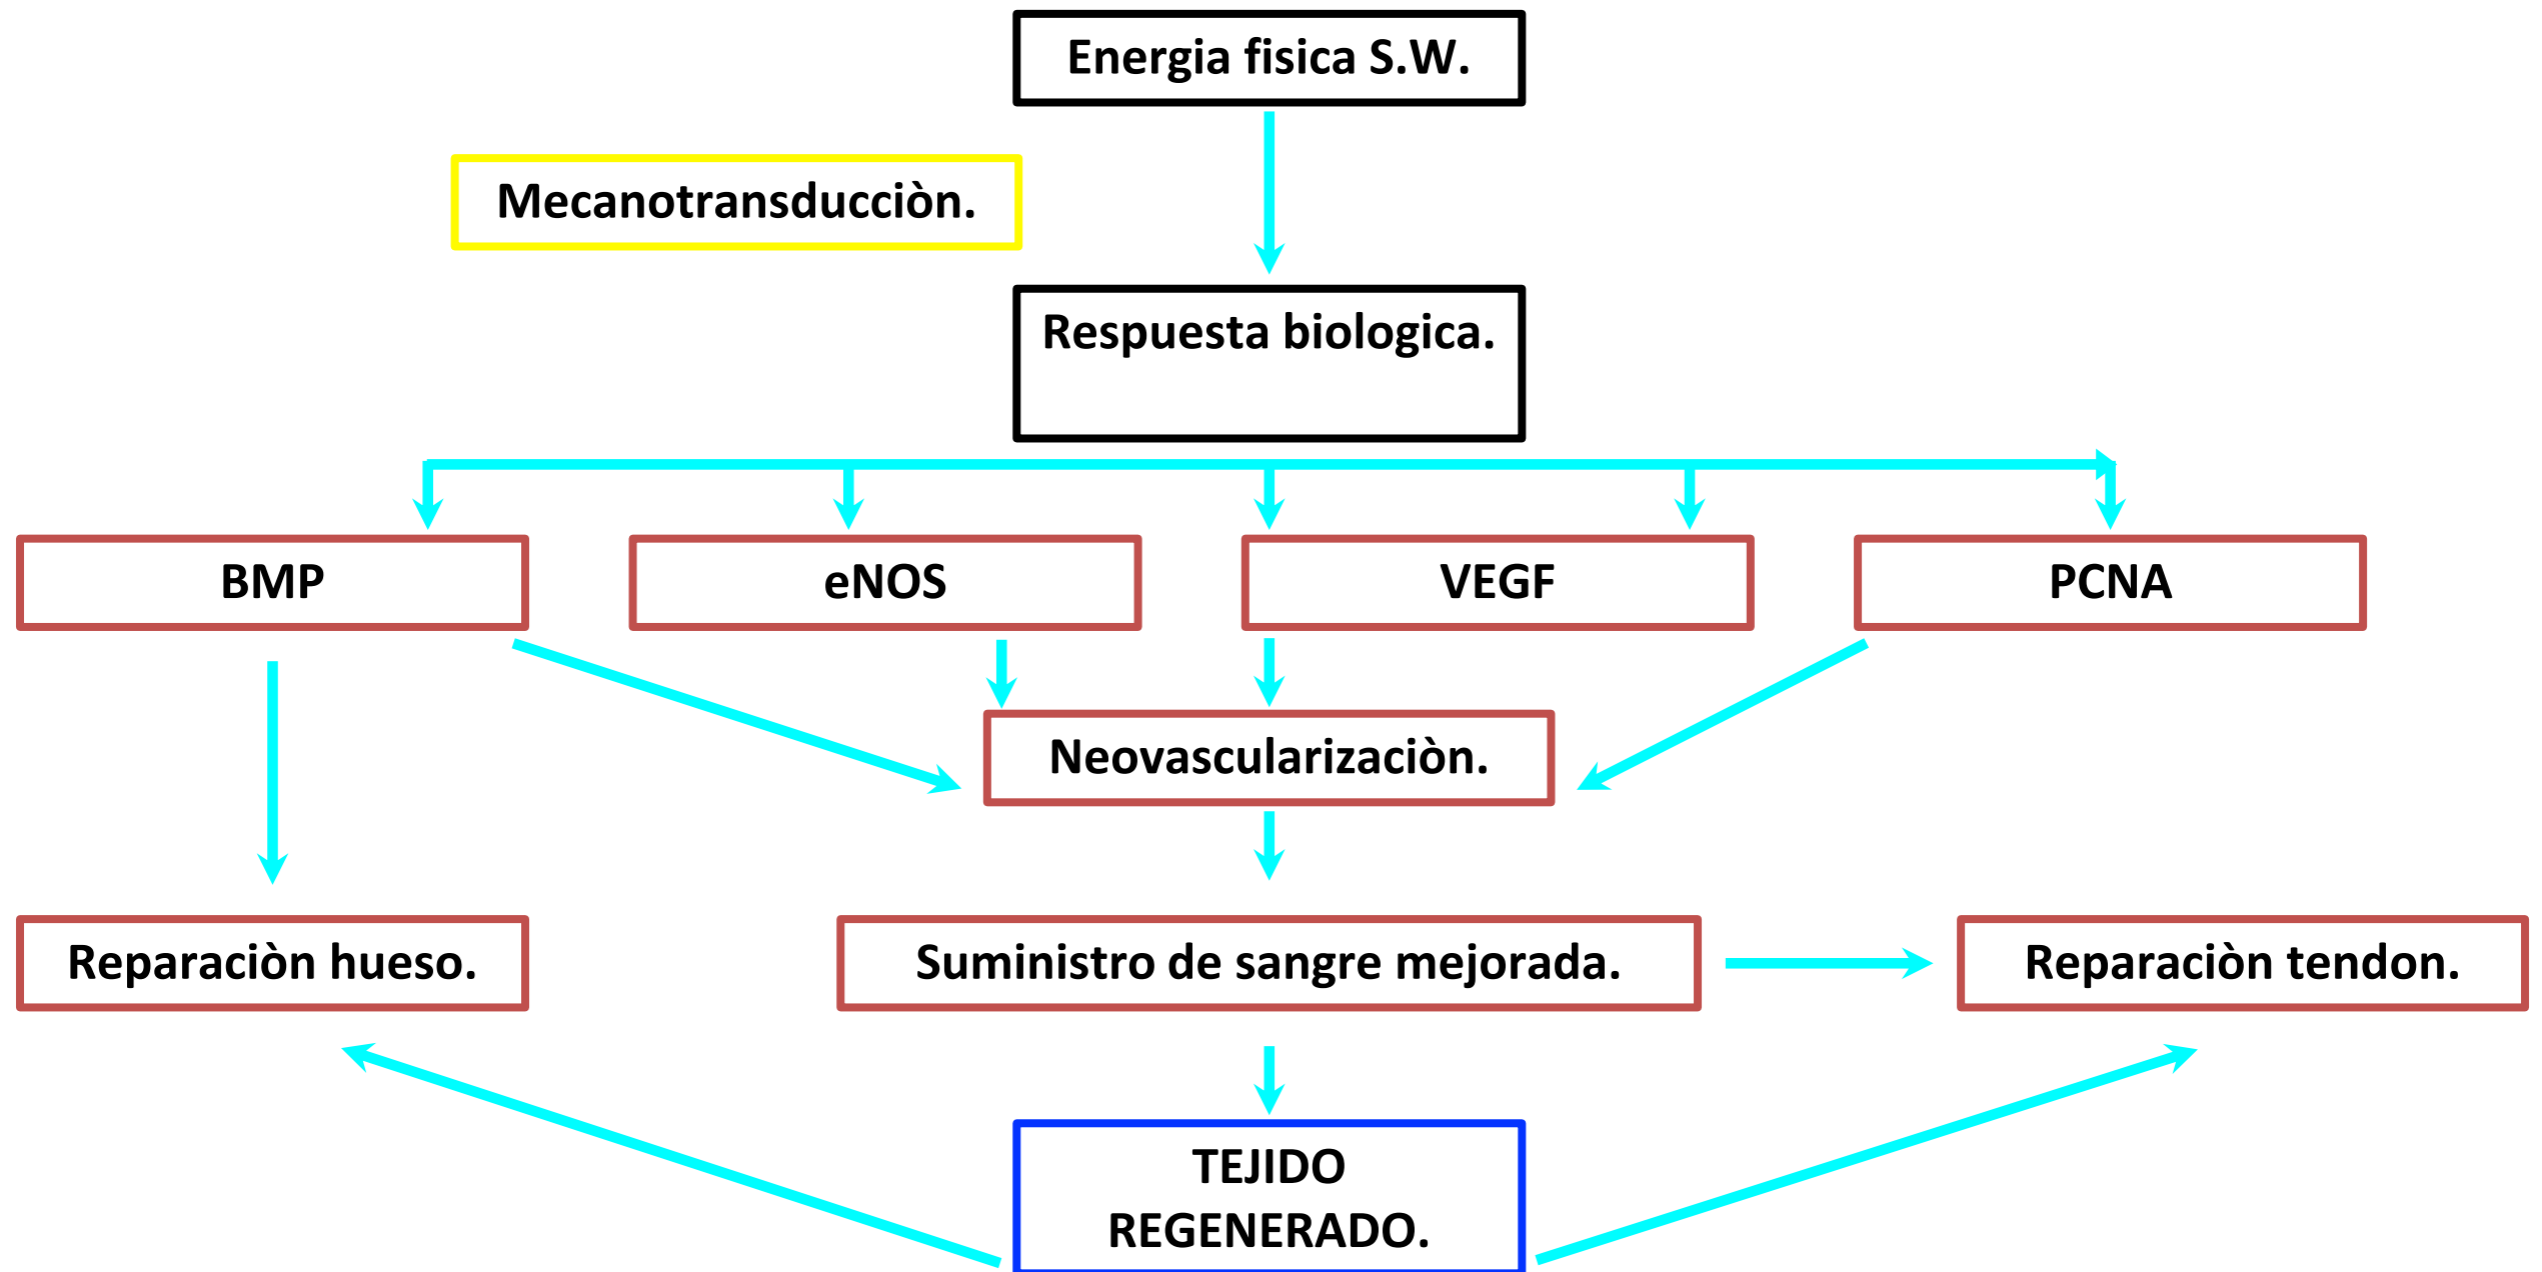 Energia fisica S.W.
Mecanotransducciòn.
Respuesta biologica.
BMP
eNOS
VEGF
PCNA
Neovascularizaciòn.
Reparaciòn hueso.
Suministro de sangre mejorada.
Reparaciòn tendon.
TEJIDO
REGENERADO.